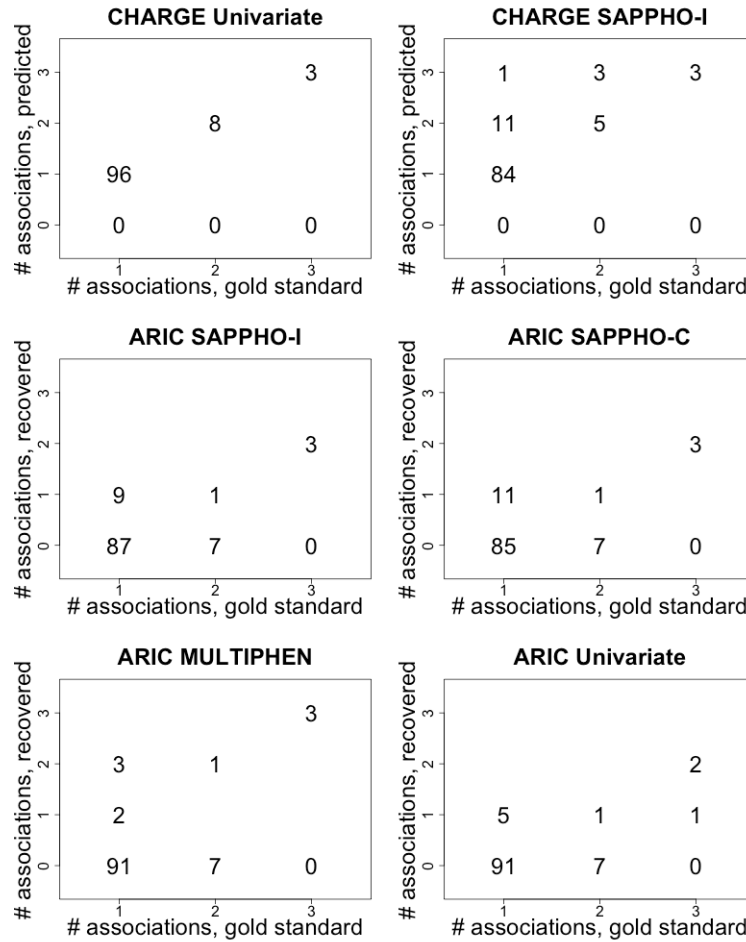 CHARGE Univariate
# associations, predicted
3 3
2 8
1 96
0 0 0 0
1 2 3
# associations, gold standard
CHARGE SAPPHO-I
# associations, predicted
3 1 3 3
2 11 5
1 84
0 0 0 0
1 2 3
# associations, gold standard
ARIC SAPPHO-I
# associations, recovered
3
2 3
1 9 1
0 87 7 0
1 2 3
# associations, gold standard
ARIC SAPPHO-C
# associations, recovered
3
2 3
1 11 1
0 85 7 0
1 2 3
# associations, gold standard
ARIC MULTIPHEN
# associations, recovered
3 3
2 3 1
1 2
0 91 7 0
1 2 3
# associations, gold standard
ARIC Univariate
# associations, recovered
3
2 2
1 5 1 1
0 91 7 0
1 2 3
# associations, gold standard